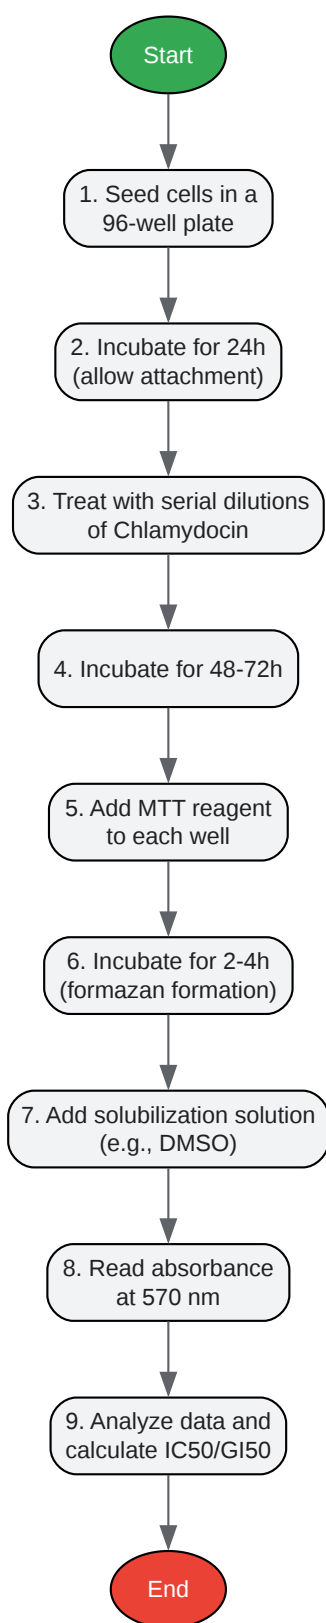 Start
1. Seed cells in a
96-well plate
2. Incubate for 24h
(allow attachment)
3. Treat with serial dilutions
of Chlamydocin
4. Incubate for 48-72h
5. Add MTT reagent
to each well
6. Incubate for 2-4h
(formazan formation)
7. Add solubilization solution
(e.g., DMSO)
8. Read absorbance
at 570 nm
9. Analyze data and
calculate IC50/GI50
End